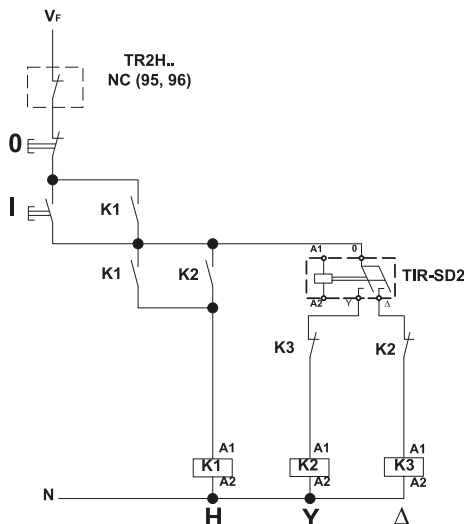 VF
TR2H..
NC (95, 96)
0
I
K1
K1
K2
A1
0
TIR-SD2
A2
Y
Δ
K3
K2
A1
A1
A1
K1
K2
K3
A2
A2
A2
N
H
Y
Δ